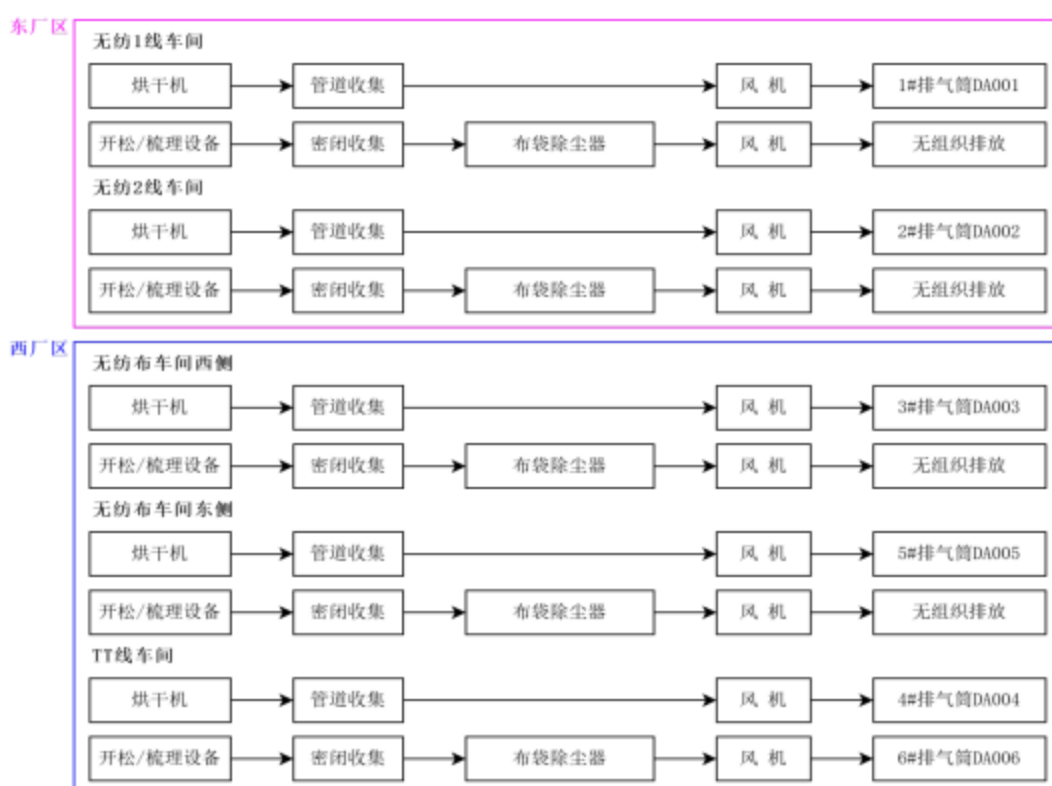 东厂区
无纺1线车间
烘干机 管道收集 风 机 1#排气筒DA001
开松/梳理设备 密闭收集 布袋除尘器 风 机 无组织排放
无纺2线车间
烘干机 管道收集 风 机 2#排气筒DA002
开松/梳理设备 密闭收集 布袋除尘器 风 机 无组织排放
西厂区
无纺布车间西侧
烘干机 管道收集 风 机 3#排气筒DA003
开松/梳理设备 密闭收集 布袋除尘器 风 机 无组织排放
无纺布车间东侧
烘干机 管道收集 风 机 5#排气筒DA005
开松/梳理设备 密闭收集 布袋除尘器 风 机 无组织排放
TT线车间
烘干机 管道收集 风 机 4#排气筒DA004
开松/梳理设备 密闭收集 布袋除尘器 风 机 6#排气筒DA006